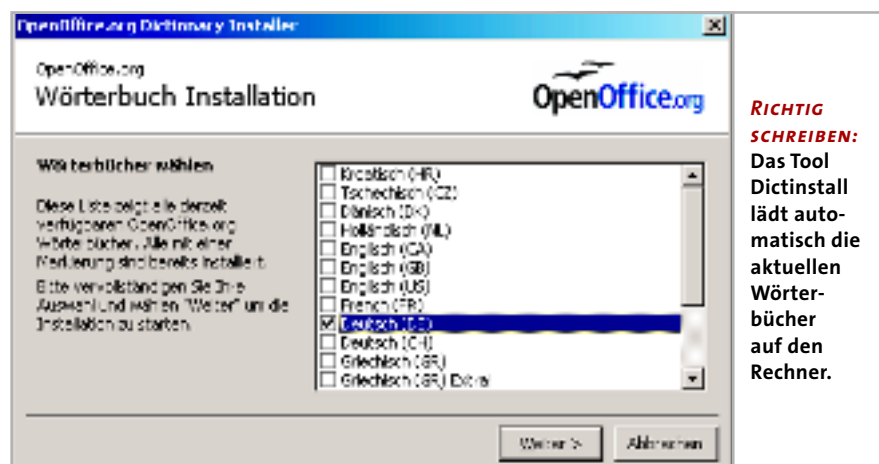 OpenOffice.org Dictionary Installer
OpenOffice.org
Wörterbuch Installation
OpenOffice.org
Wörterbücher wählen
Diese Liste zeigt alle derzeit
verfügbaren OpenOffice.org
Wörterbücher. Alle mit einer
Markierung sind bereits installiert.
Bitte vervollständigen Sie Ihre
Auswahl und wählen "Weiter" um die
Installation zu starten.
Kroatisch (HR)
Tschechisch (CZ)
Dänisch (DK)
Holländisch (NL)
Englisch (CA)
Englisch (GB)
Englisch (US)
French (FR)
Deutsch (DE)
Deutsch (CH)
Griechisch (GR)
Griechisch (GR) Extra!
Weiter >
Abbrechen
RICHTIG
SCHREIBEN:
Das Tool
Dictinstall
lädt auto-
matisch die
aktuellen
Wörter-
bücher
auf den
Rechner.